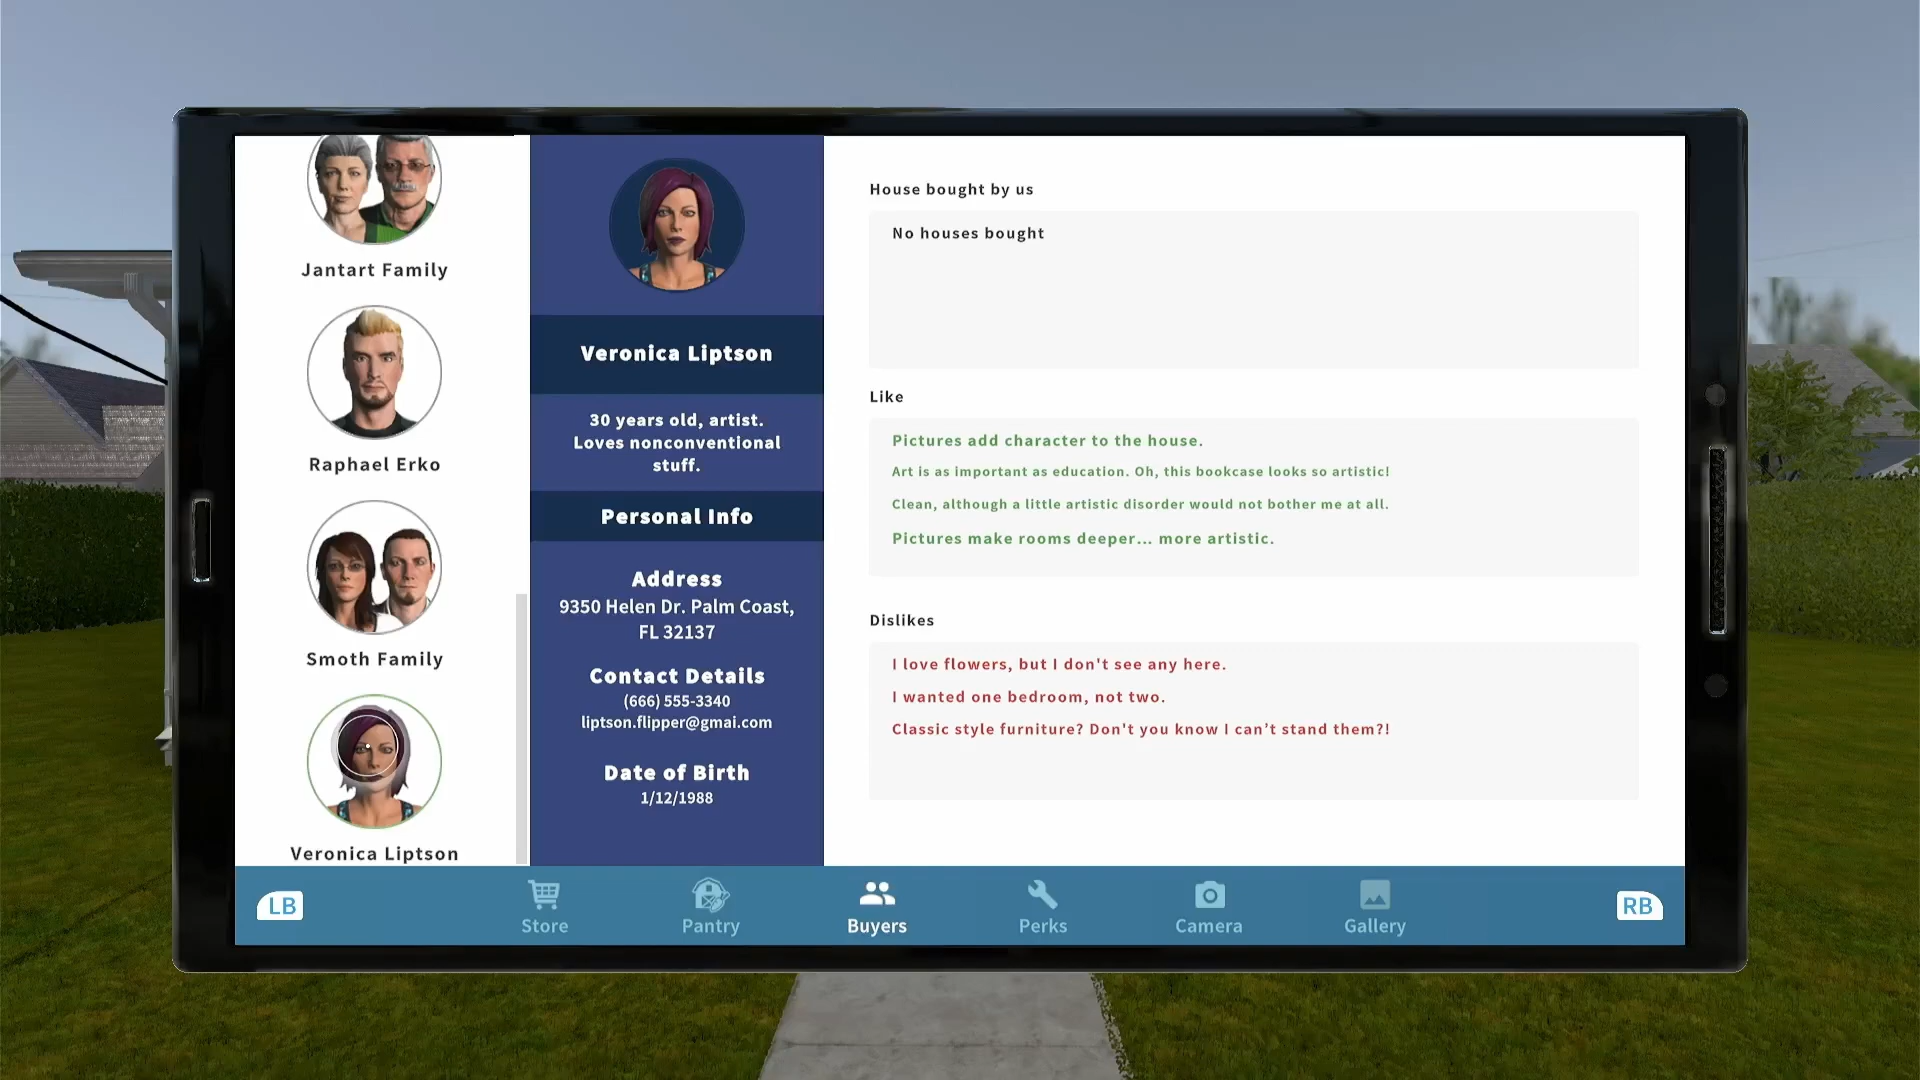 Jantart Family
Raphael Erko
Smoth Family
Veronica Liptson
Veronica Liptson
30 years old, artist.
Loves nonconventional
stuff.
Personal Info
Address
9350 Helen Dr. Palm Coast,
FL 32137
Contact Details
(666) 555-3340
liptson.flipper@gmai.com
Date of Birth
1/12/1988
House bought by us
No houses bought
Like
Pictures add character to the house.
Art is as important as education. Oh, this bookcase looks so artistic!
Clean, although a little artistic disorder would not bother me at all.
Pictures make rooms deeper... more artistic.
Dislikes
I love flowers, but I don't see any here.
I wanted one bedroom, not two.
Classic style furniture? Don't you know I can't stand them?!
LB
Store
Pantry
Buyers
Perks
Camera
Gallery
RB